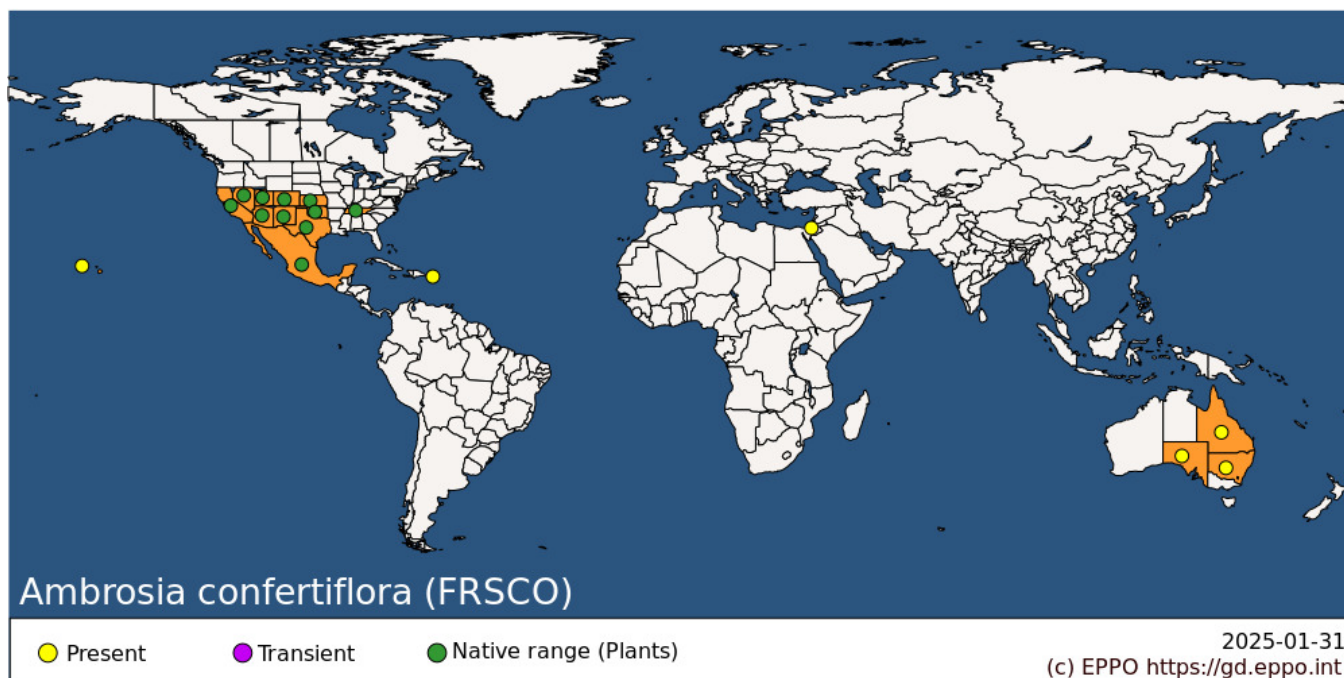 Ambrosia confertiflora (FRSCO)
Present
Transient
Native range (Plants)
2025-01-31
(c) EPPO https://gd.eppo.int